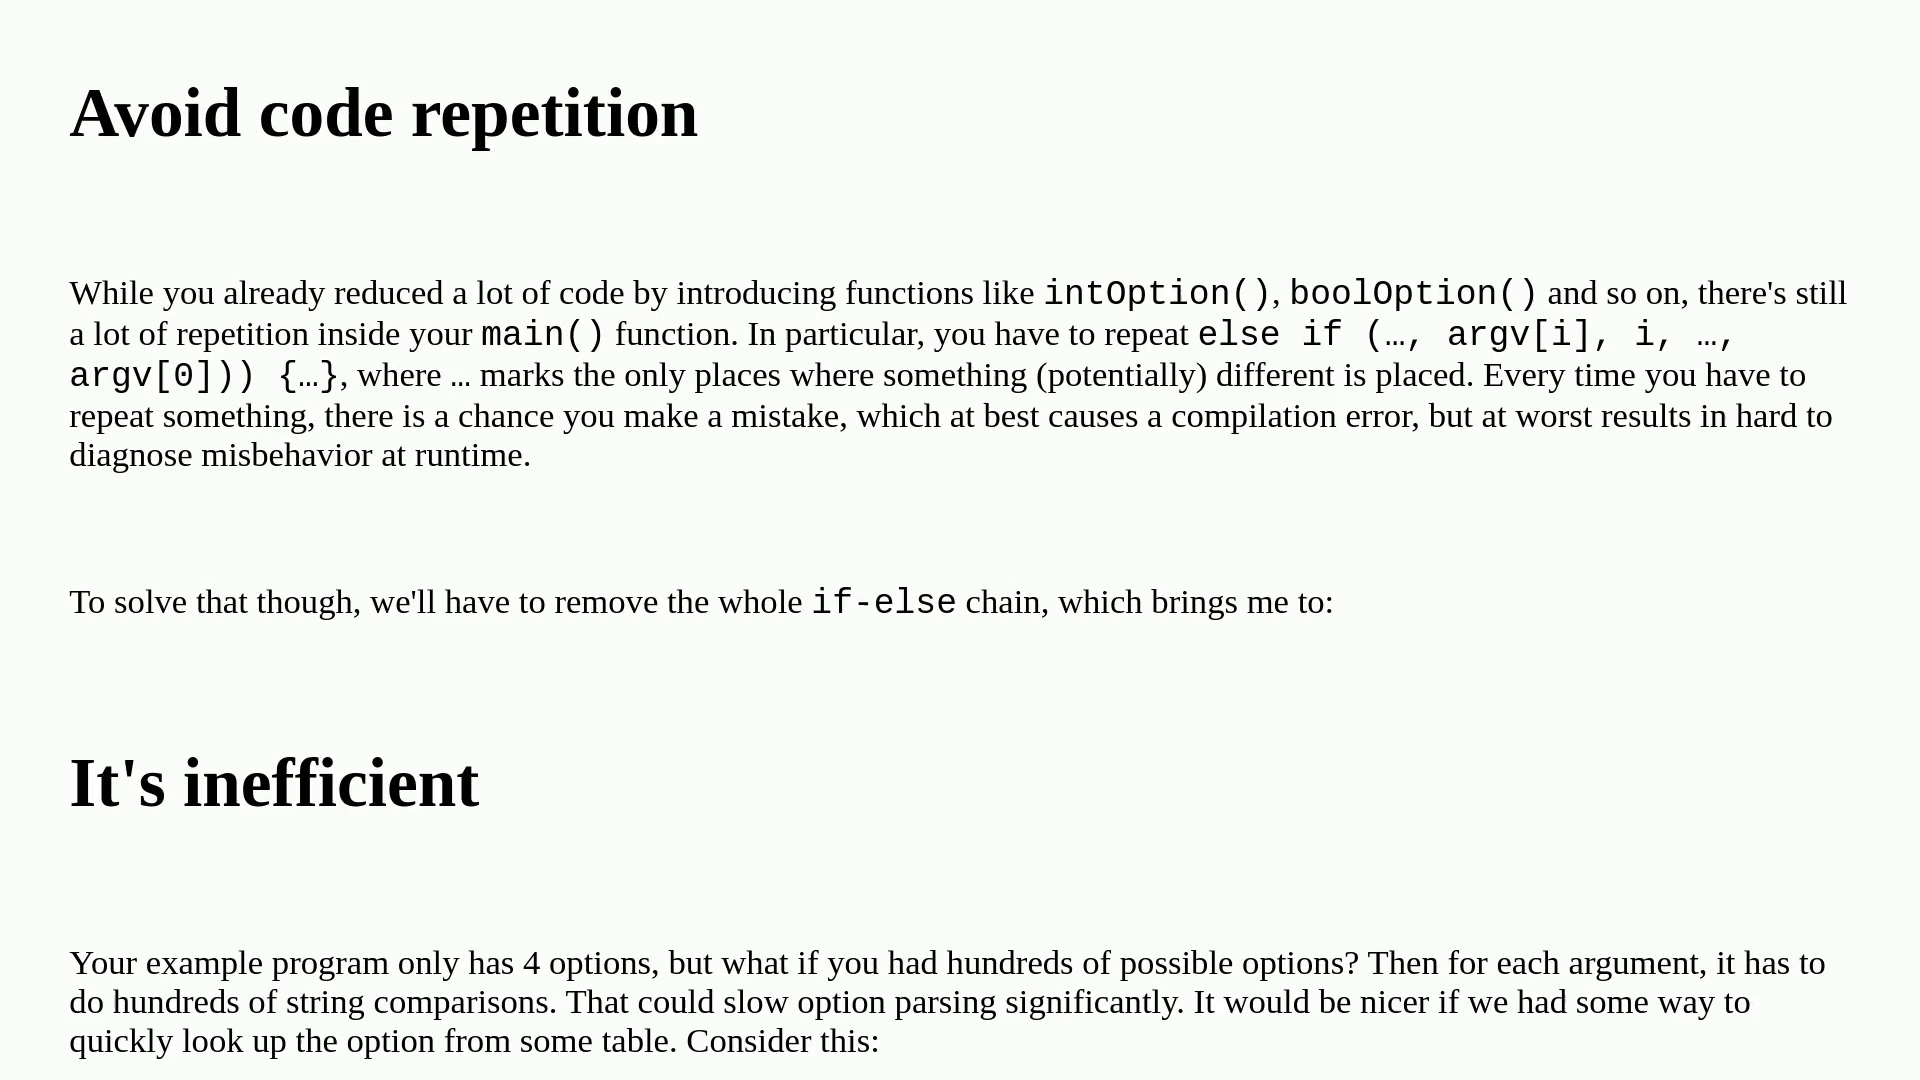 Avoid code repetition
While you already reduced a lot of code by introducing functions like intOption(), boolOption() and so on, there's still
a lot of repetition inside your main() function. In particular, you have to repeat else if (…, argv[i], i, …,
argv[0])) {…}, where … marks the only places where something (potentially) different is placed. Every time you have to
repeat something, there is a chance you make a mistake, which at best causes a compilation error, but at worst results in hard to
diagnose misbehavior at runtime.
To solve that though, we'll have to remove the whole if-else chain, which brings me to:
It's inefficient
Your example program only has 4 options, but what if you had hundreds of possible options? Then for each argument, it has to
do hundreds of string comparisons. That could slow option parsing significantly. It would be nicer if we had some way to
quickly look up the option from some table. Consider this: